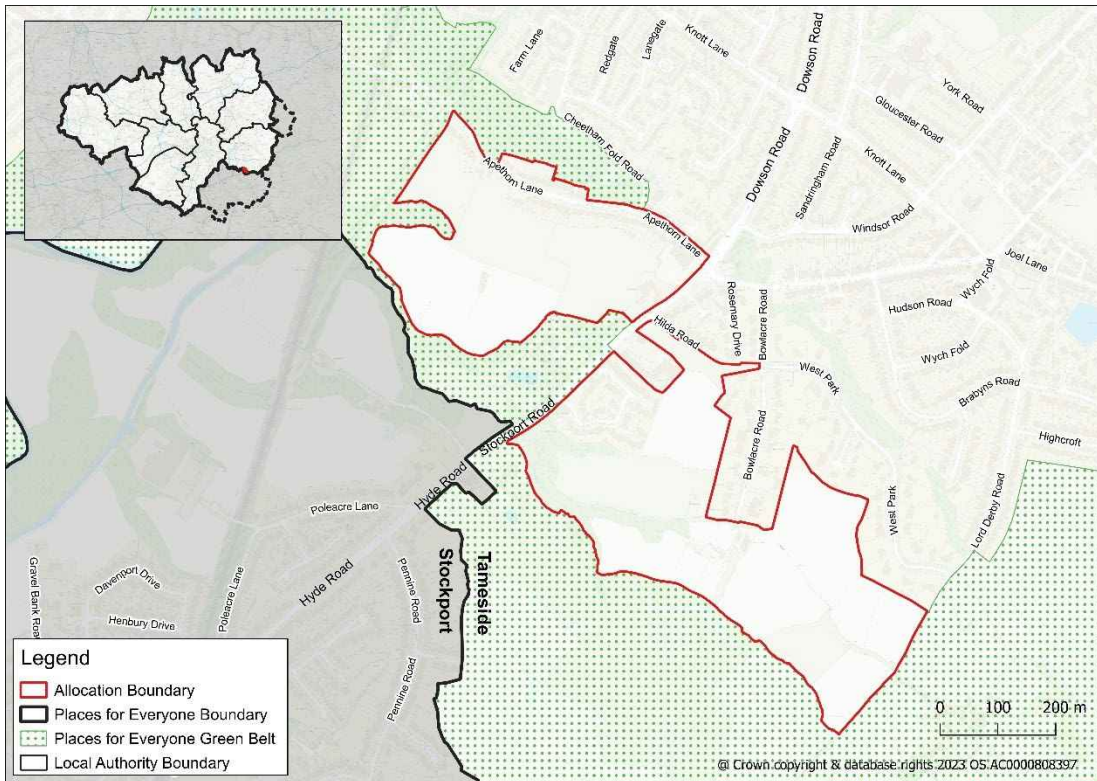 Farm Lane
Redgate
Lanegate
Knott Lane
Dowson Road
York Road
Gloucester Road
Cheetham Fold Road
Dowson Road
Sandringham Road
Knott Lane
Apethorn Lane
Apethorn Lane
Windsor Road
Joel Lane
Wych Fold
Hudson Road
Rosemary Drive
Bowlacre Road
Hilda Road
West Park
Wych Fold
Brabyns Road
Highcroft
Stockport Road
Bowlacre Road
Hyde Road
West Park
Lord Derby Road
Poleacre Lane
Tameside
Stockport
Hyde Road
Pennine Road
Gravel Bank Road
Davenport Drive
Henbury Drive
Poleacre Lane
Pennine Road
Legend
Allocation Boundary
Places for Everyone Boundary
Places for Everyone Green Belt
Local Authority Boundary
0 100 200 m
@ Crown copyright & database rights 2023 OS AC0000808397